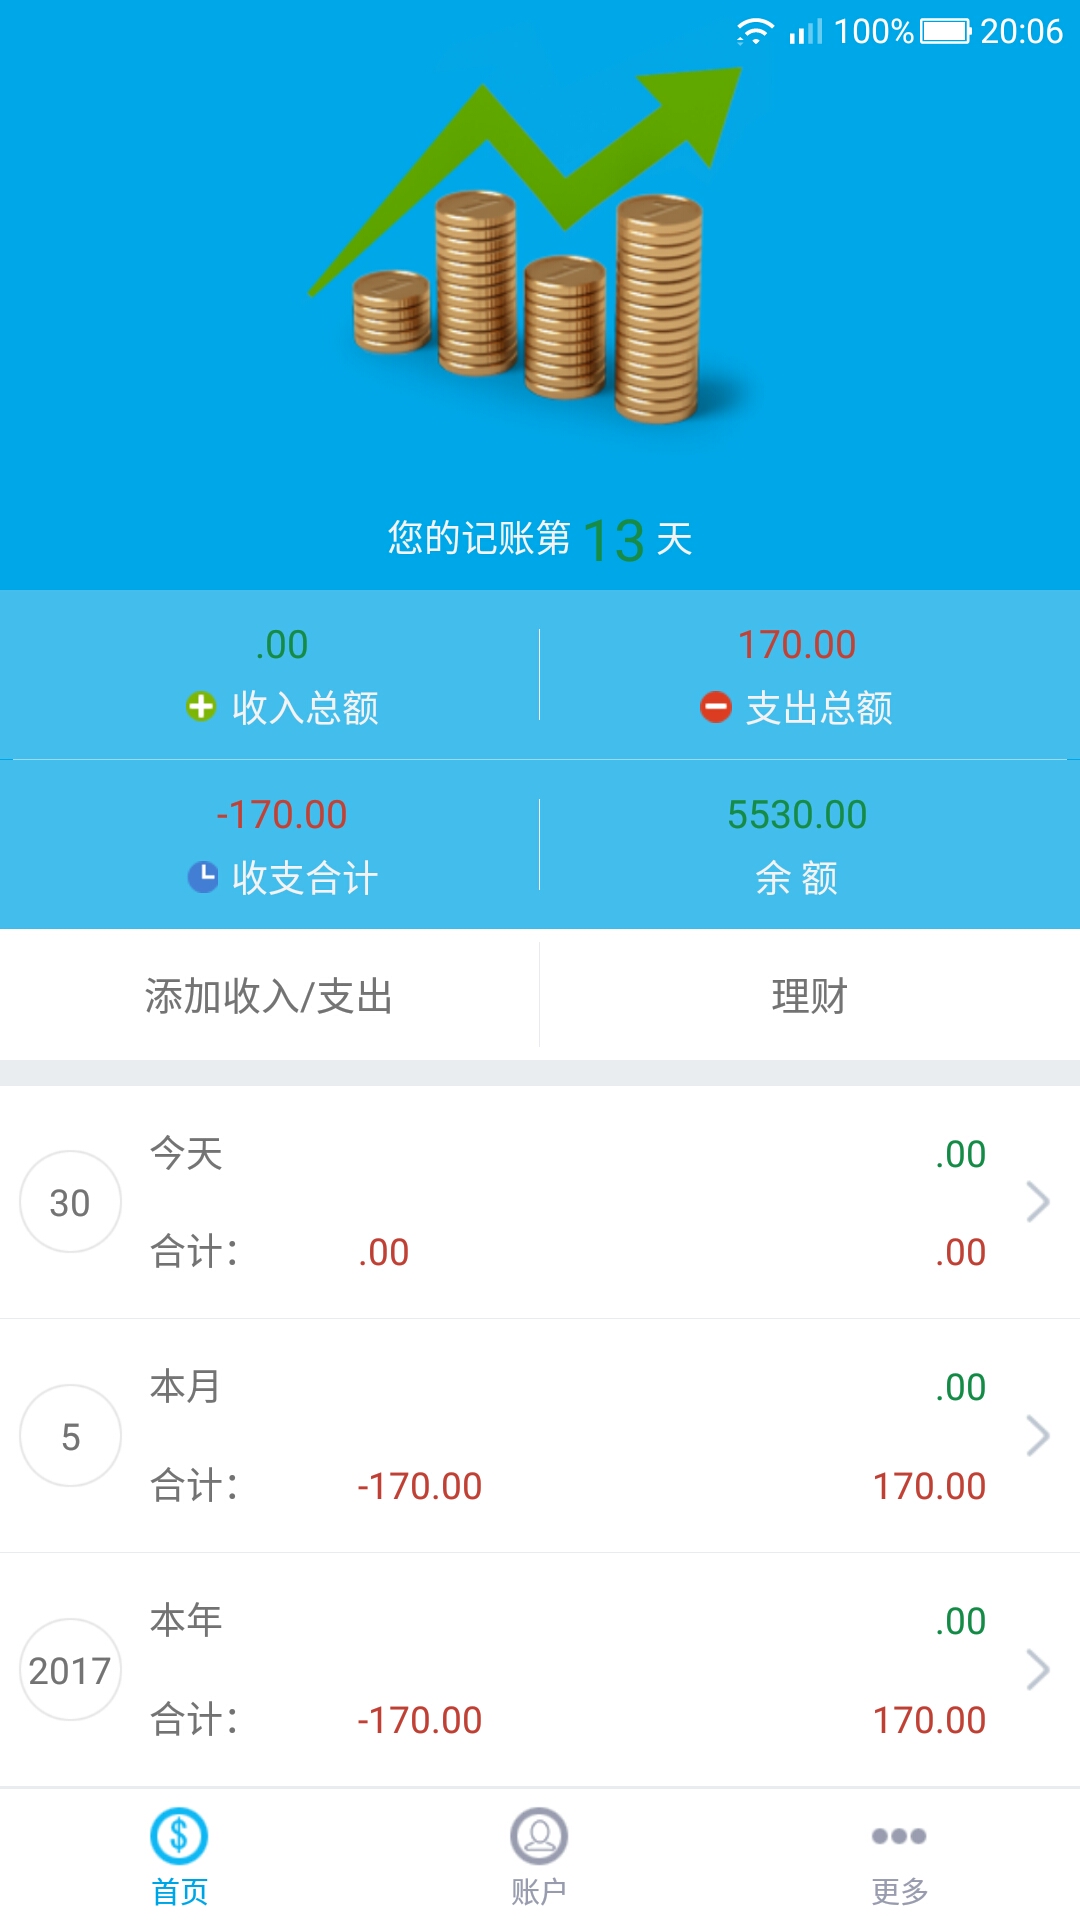 100% 20:06
您的记账第 13 天
.00 170.00
收入总额 支出总额
-170.00 5530.00
收支合计 余 额
添加收入/支出 理财
今天 .00
30
合计： .00 .00
本月 .00
5
合计： -170.00 170.00
本年 .00
2017
合计： -170.00 170.00
首页 账户 更多